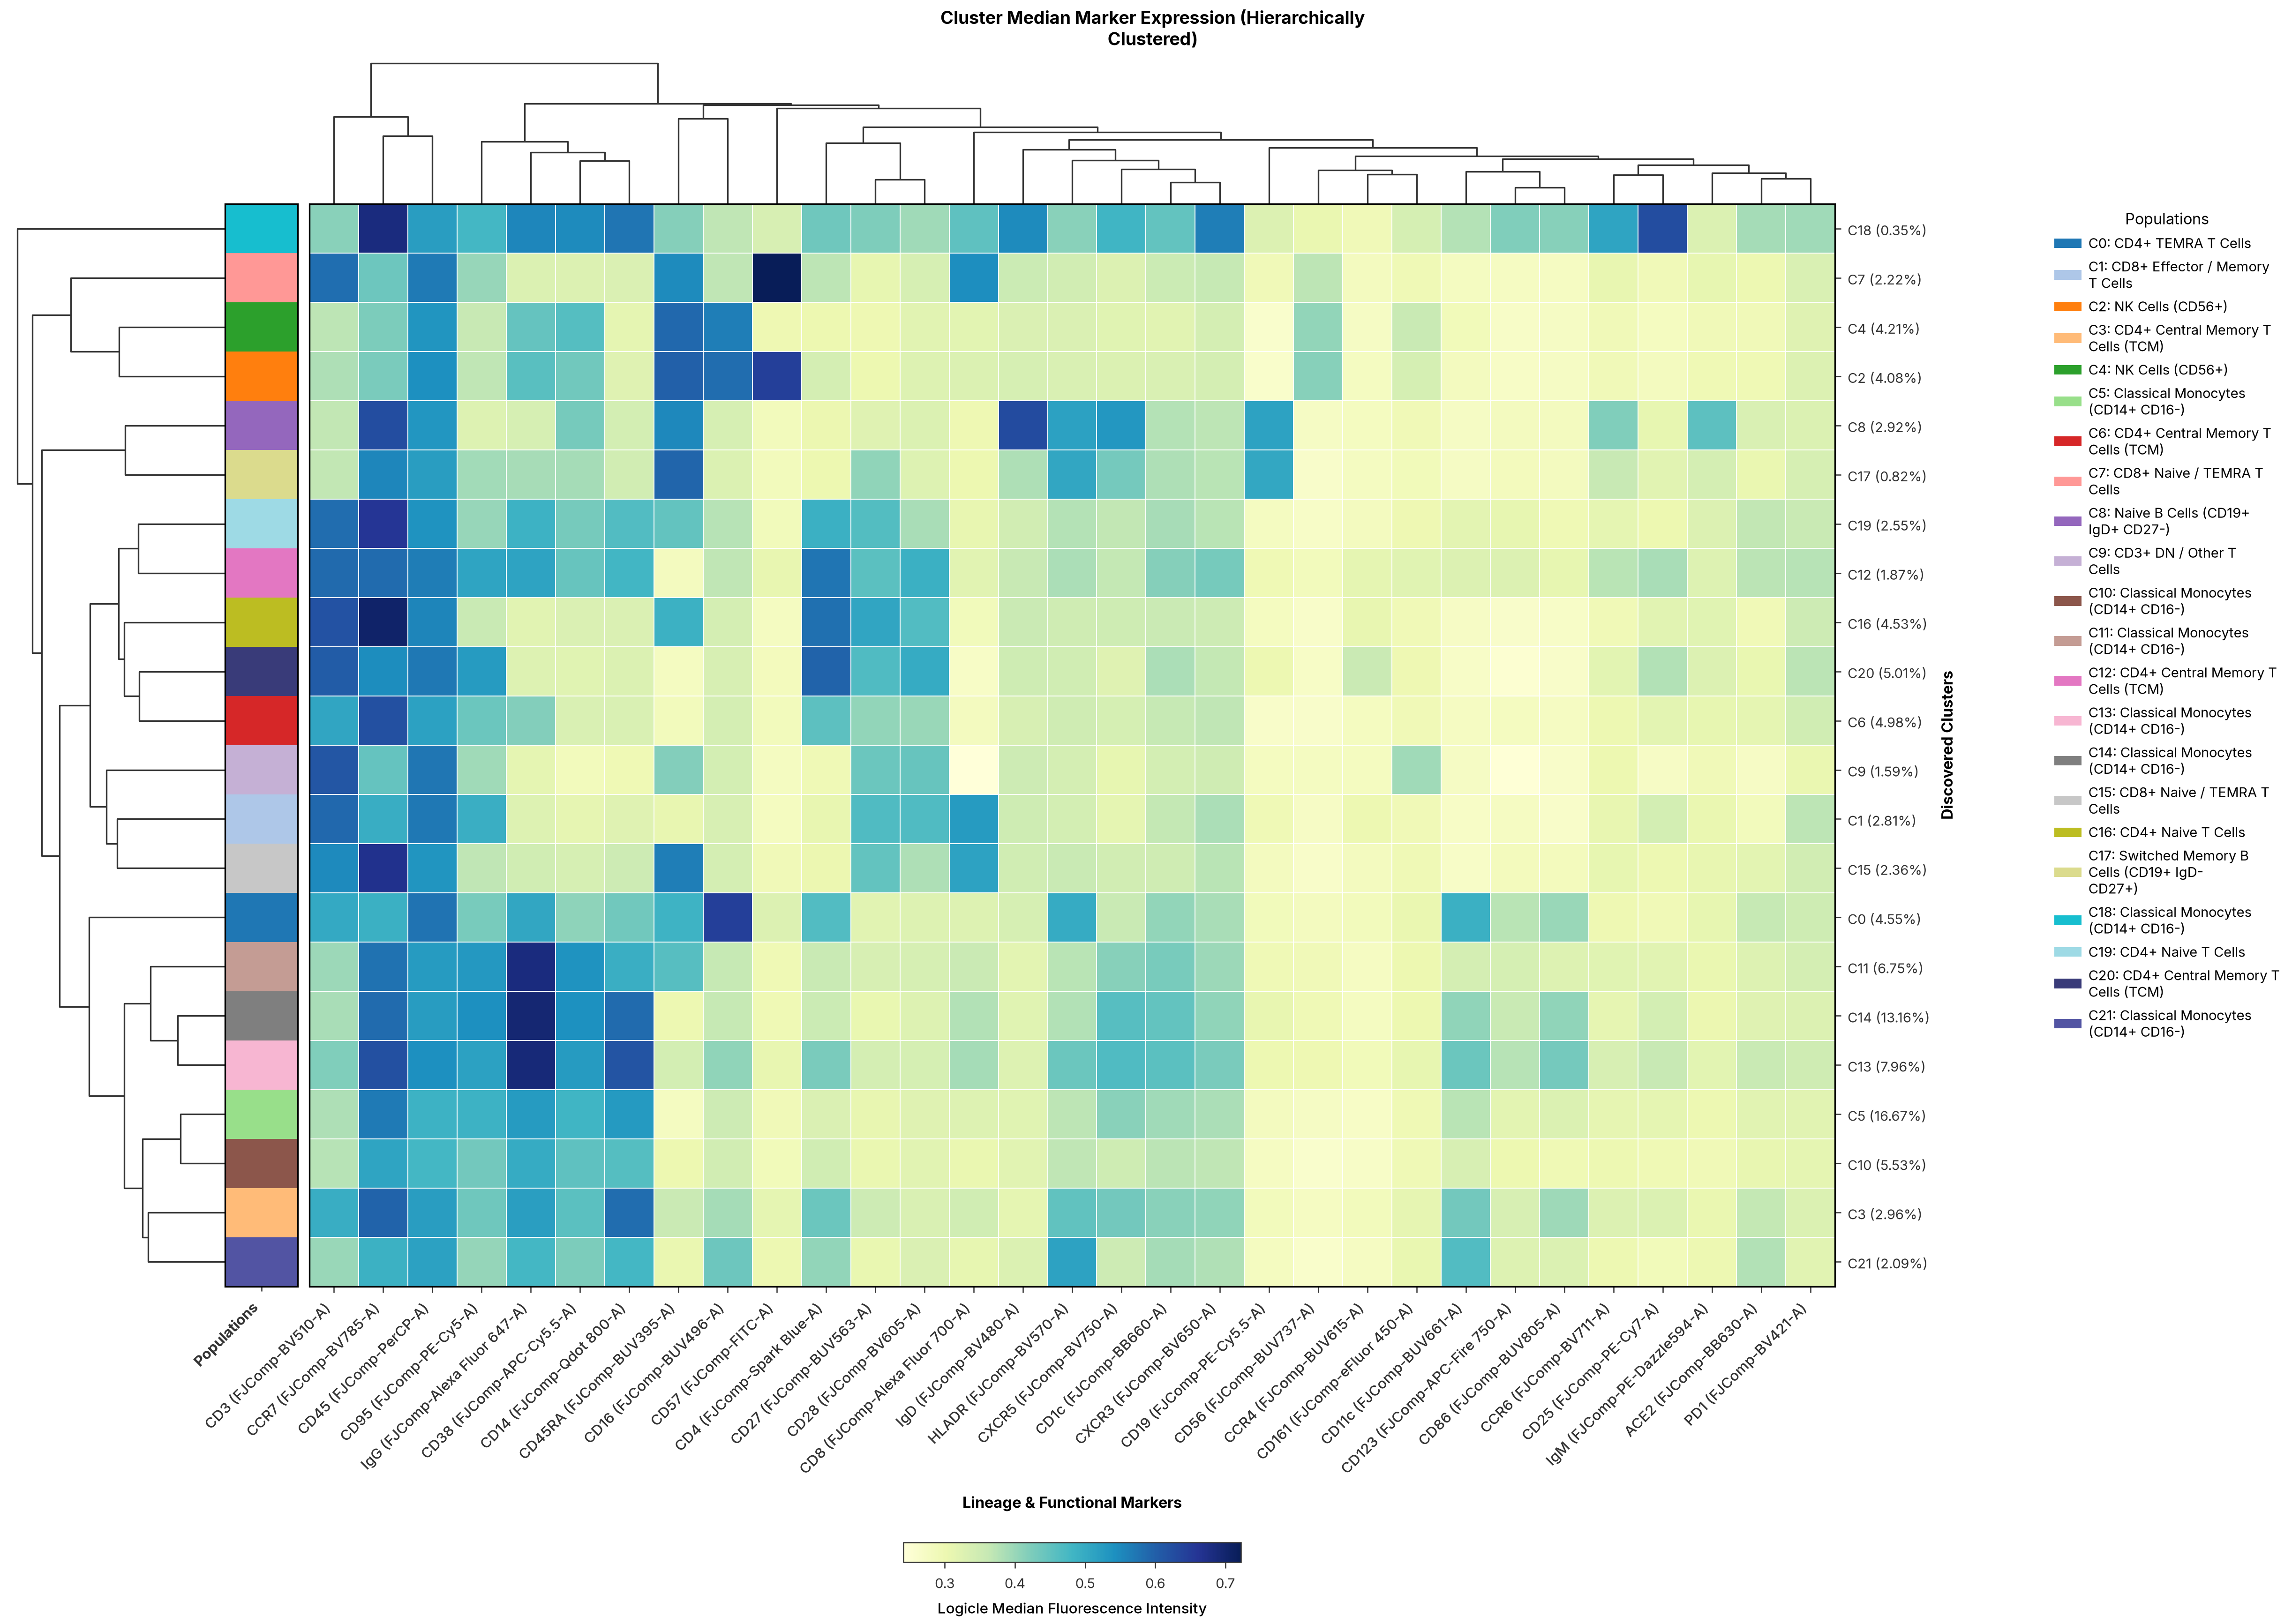 Cluster Median Marker Expression (Hierarchically
Clustered)
C18 (0.35%)
C7 (2.22%)
C4 (4.21%)
C2 (4.08%)
C8 (2.92%)
C17 (0.82%)
C19 (2.55%)
C12 (1.87%)
C16 (4.53%)
C20 (5.01%)
C6 (4.98%)
C9 (1.59%)
C1 (2.81%)
C15 (2.36%)
C0 (4.55%)
C11 (6.75%)
C14 (13.16%)
C13 (7.96%)
C5 (16.67%)
C10 (5.53%)
C3 (2.96%)
C21 (2.09%)
Discovered Clusters
Populations
C0: CD4+ TEMRA T Cells
C1: CD8+ Effector / Memory
T Cells
C2: NK Cells (CD56+)
C3: CD4+ Central Memory T
Cells (TCM)
C4: NK Cells (CD56+)
C5: Classical Monocytes
(CD14+ CD16-)
C6: CD4+ Central Memory T
Cells (TCM)
C7: CD8+ Naive / TEMRA T
Cells
C8: Naive B Cells (CD19+
IgD+ CD27-)
C9: CD3+ DN / Other T
Cells
C10: Classical Monocytes
(CD14+ CD16-)
C11: Classical Monocytes
(CD14+ CD16-)
C12: CD4+ Central Memory T
Cells (TCM)
C13: Classical Monocytes
(CD14+ CD16-)
C14: Classical Monocytes
(CD14+ CD16-)
C15: CD8+ Naive / TEMRA T
Cells
C16: CD4+ Naive T Cells
C17: Switched Memory B
Cells (CD19+ IgD-
CD27+)
C18: Classical Monocytes
(CD14+ CD16-)
C19: CD4+ Naive T Cells
C20: CD4+ Central Memory T
Cells (TCM)
C21: Classical Monocytes
(CD14+ CD16-)
Populations
CD3 (FJComp-BV510-A)
CCR7 (FJComp-BV785-A)
CD45 (FJComp-PerCP-A)
CD95 (FJComp-PE-Cy5-A)
IgG (FJComp-Alexa Fluor 647-A)
CD38 (FJComp-APC-Cy5.5-A)
CD14 (FJComp-Qdot 800-A)
CD45RA (FJComp-BUV395-A)
CD16 (FJComp-BUV496-A)
CD57 (FJComp-FITC-A)
CD4 (FJComp-Spark Blue-A)
CD27 (FJComp-BUV563-A)
CD28 (FJComp-BV605-A)
CD8 (FJComp-Alexa Fluor 700-A)
IgD (FJComp-BV480-A)
HLADR (FJComp-BV570-A)
CXCR5 (FJComp-BV750-A)
CD1c (FJComp-BB660-A)
CXCR3 (FJComp-BV650-A)
CD19 (FJComp-PE-Cy5.5-A)
CD56 (FJComp-BUV737-A)
CCR4 (FJComp-BUV615-A)
CD161 (FJComp-eFluor 450-A)
CD11c (FJComp-BUV661-A)
CD123 (FJComp-APC-Fire 750-A)
CD86 (FJComp-BUV805-A)
CCR6 (FJComp-BV711-A)
CD25 (FJComp-PE-Cy7-A)
IgM (FJComp-PE-Dazzle594-A)
ACE2 (FJComp-BB630-A)
PD1 (FJComp-BV421-A)
Lineage & Functional Markers
0.3 0.4 0.5 0.6 0.7
Logicle Median Fluorescence Intensity